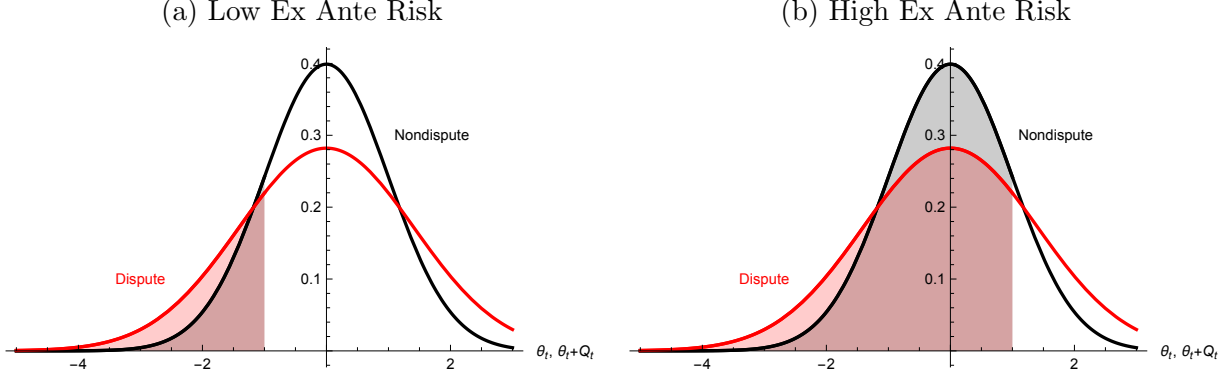 (a) Low Ex Ante Risk
0.4
0.3
0.2
0.1
Nondispute
Dispute
−4
−2
2
θt, θt+Qt
(b) High Ex Ante Risk
0.4
0.3
0.2
0.1
Nondispute
Dispute
−4
−2
2
θt, θt+Qt